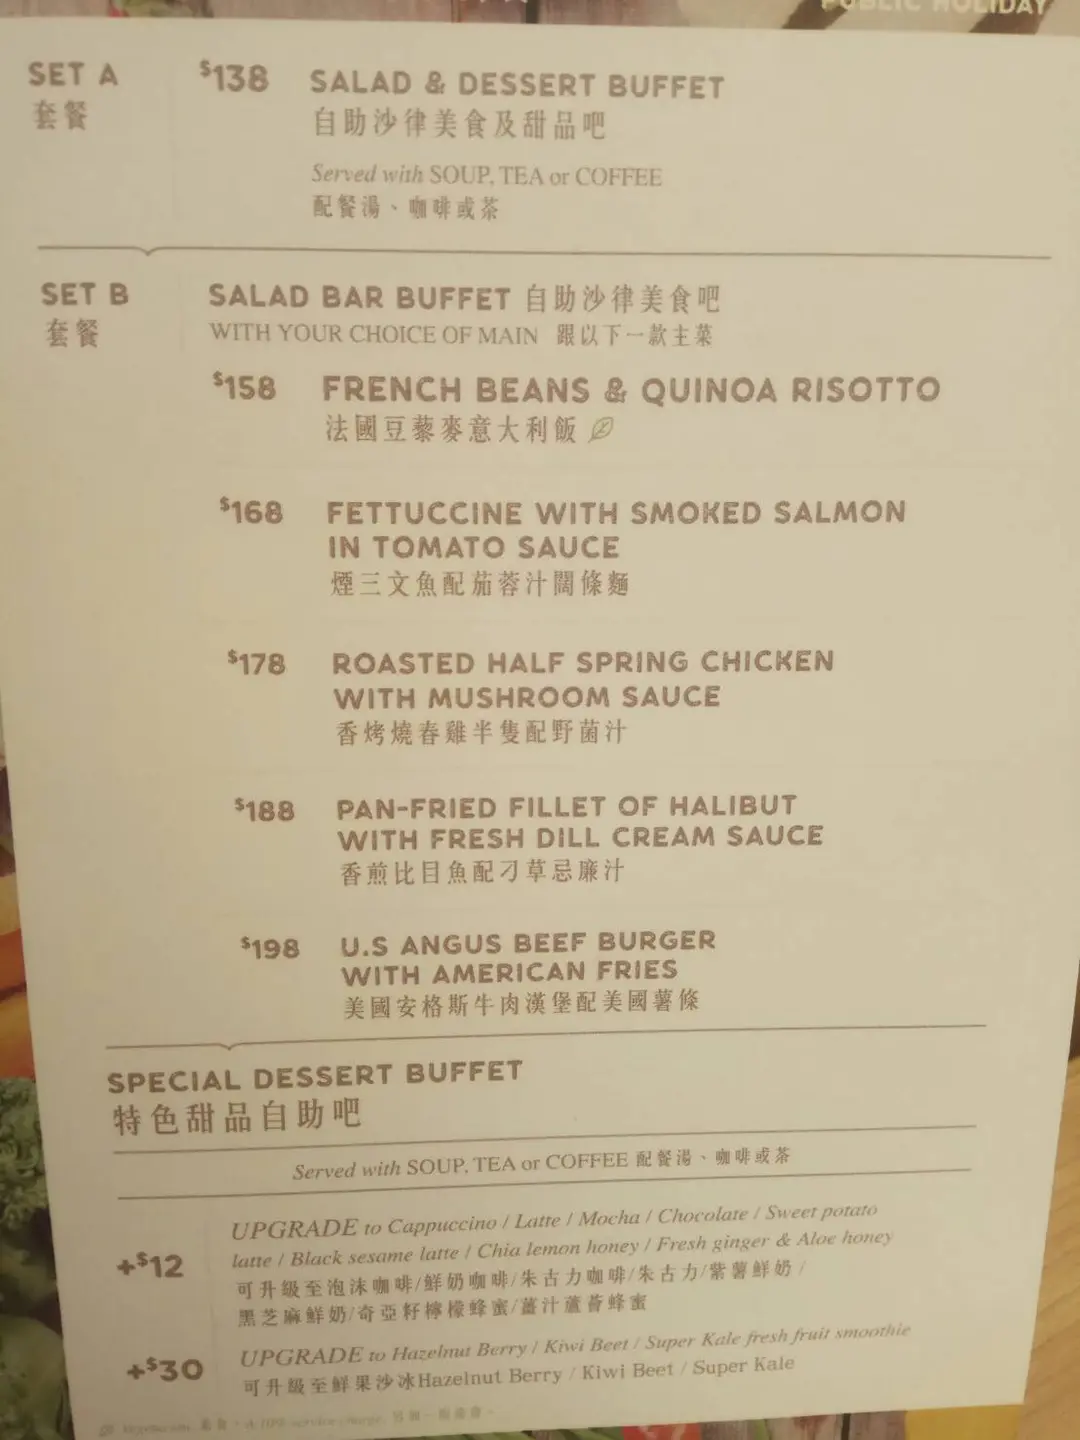 PUBLIC HOLIDAY
SET A
套餐
$138
SALAD & DESSERT BUFFET
自助沙律美食及甜品吧
Served with SOUP, TEA or COFFEE
配餐湯、咖啡或茶
SET B
套餐
SALAD BAR BUFFET 自助沙律美食吧
WITH YOUR CHOICE OF MAIN 跟以下一款主菜
$158 FRENCH BEANS & QUINOA RISOTTO
法國豆藜麥意大利飯
$168 FETTUCCINE WITH SMOKED SALMON
IN TOMATO SAUCE
煙三文魚配茄蓉汁闊條麵
$178 ROASTED HALF SPRING CHICKEN
WITH MUSHROOM SAUCE
香烤燒春雞半隻配野菌汁
$188 PAN-FRIED FILLET OF HALIBUT
WITH FRESH DILL CREAM SAUCE
香煎比目魚配刁草忌廉汁
$198 U.S ANGUS BEEF BURGER
WITH AMERICAN FRIES
美國安格斯牛肉漢堡配美國薯條
SPECIAL DESSERT BUFFET
特色甜品自助吧
Served with SOUP, TEA or COFFEE 配餐湯、咖啡或茶
+$12
UPGRADE to Cappuccino / Latte / Mocha / Chocolate / Sweet potato
latte / Black sesame latte / Chia lemon honey / Fresh ginger & Aloe honey
可升級至泡沫咖啡/鮮奶咖啡/朱古力咖啡/朱古力/紫薯鮮奶/
黑芝麻鮮奶/奇亞籽檸檬蜂蜜/薑汁蘆薈蜂蜜
+$30
UPGRADE to Hazelnut Berry / Kiwi Beet / Super Kale fresh fruit smoothie
可升級至鮮果沙冰Hazelnut Berry / Kiwi Beet / Super Kale
Vegetarian 素食 · A 10% service charge. 另加一服務費。